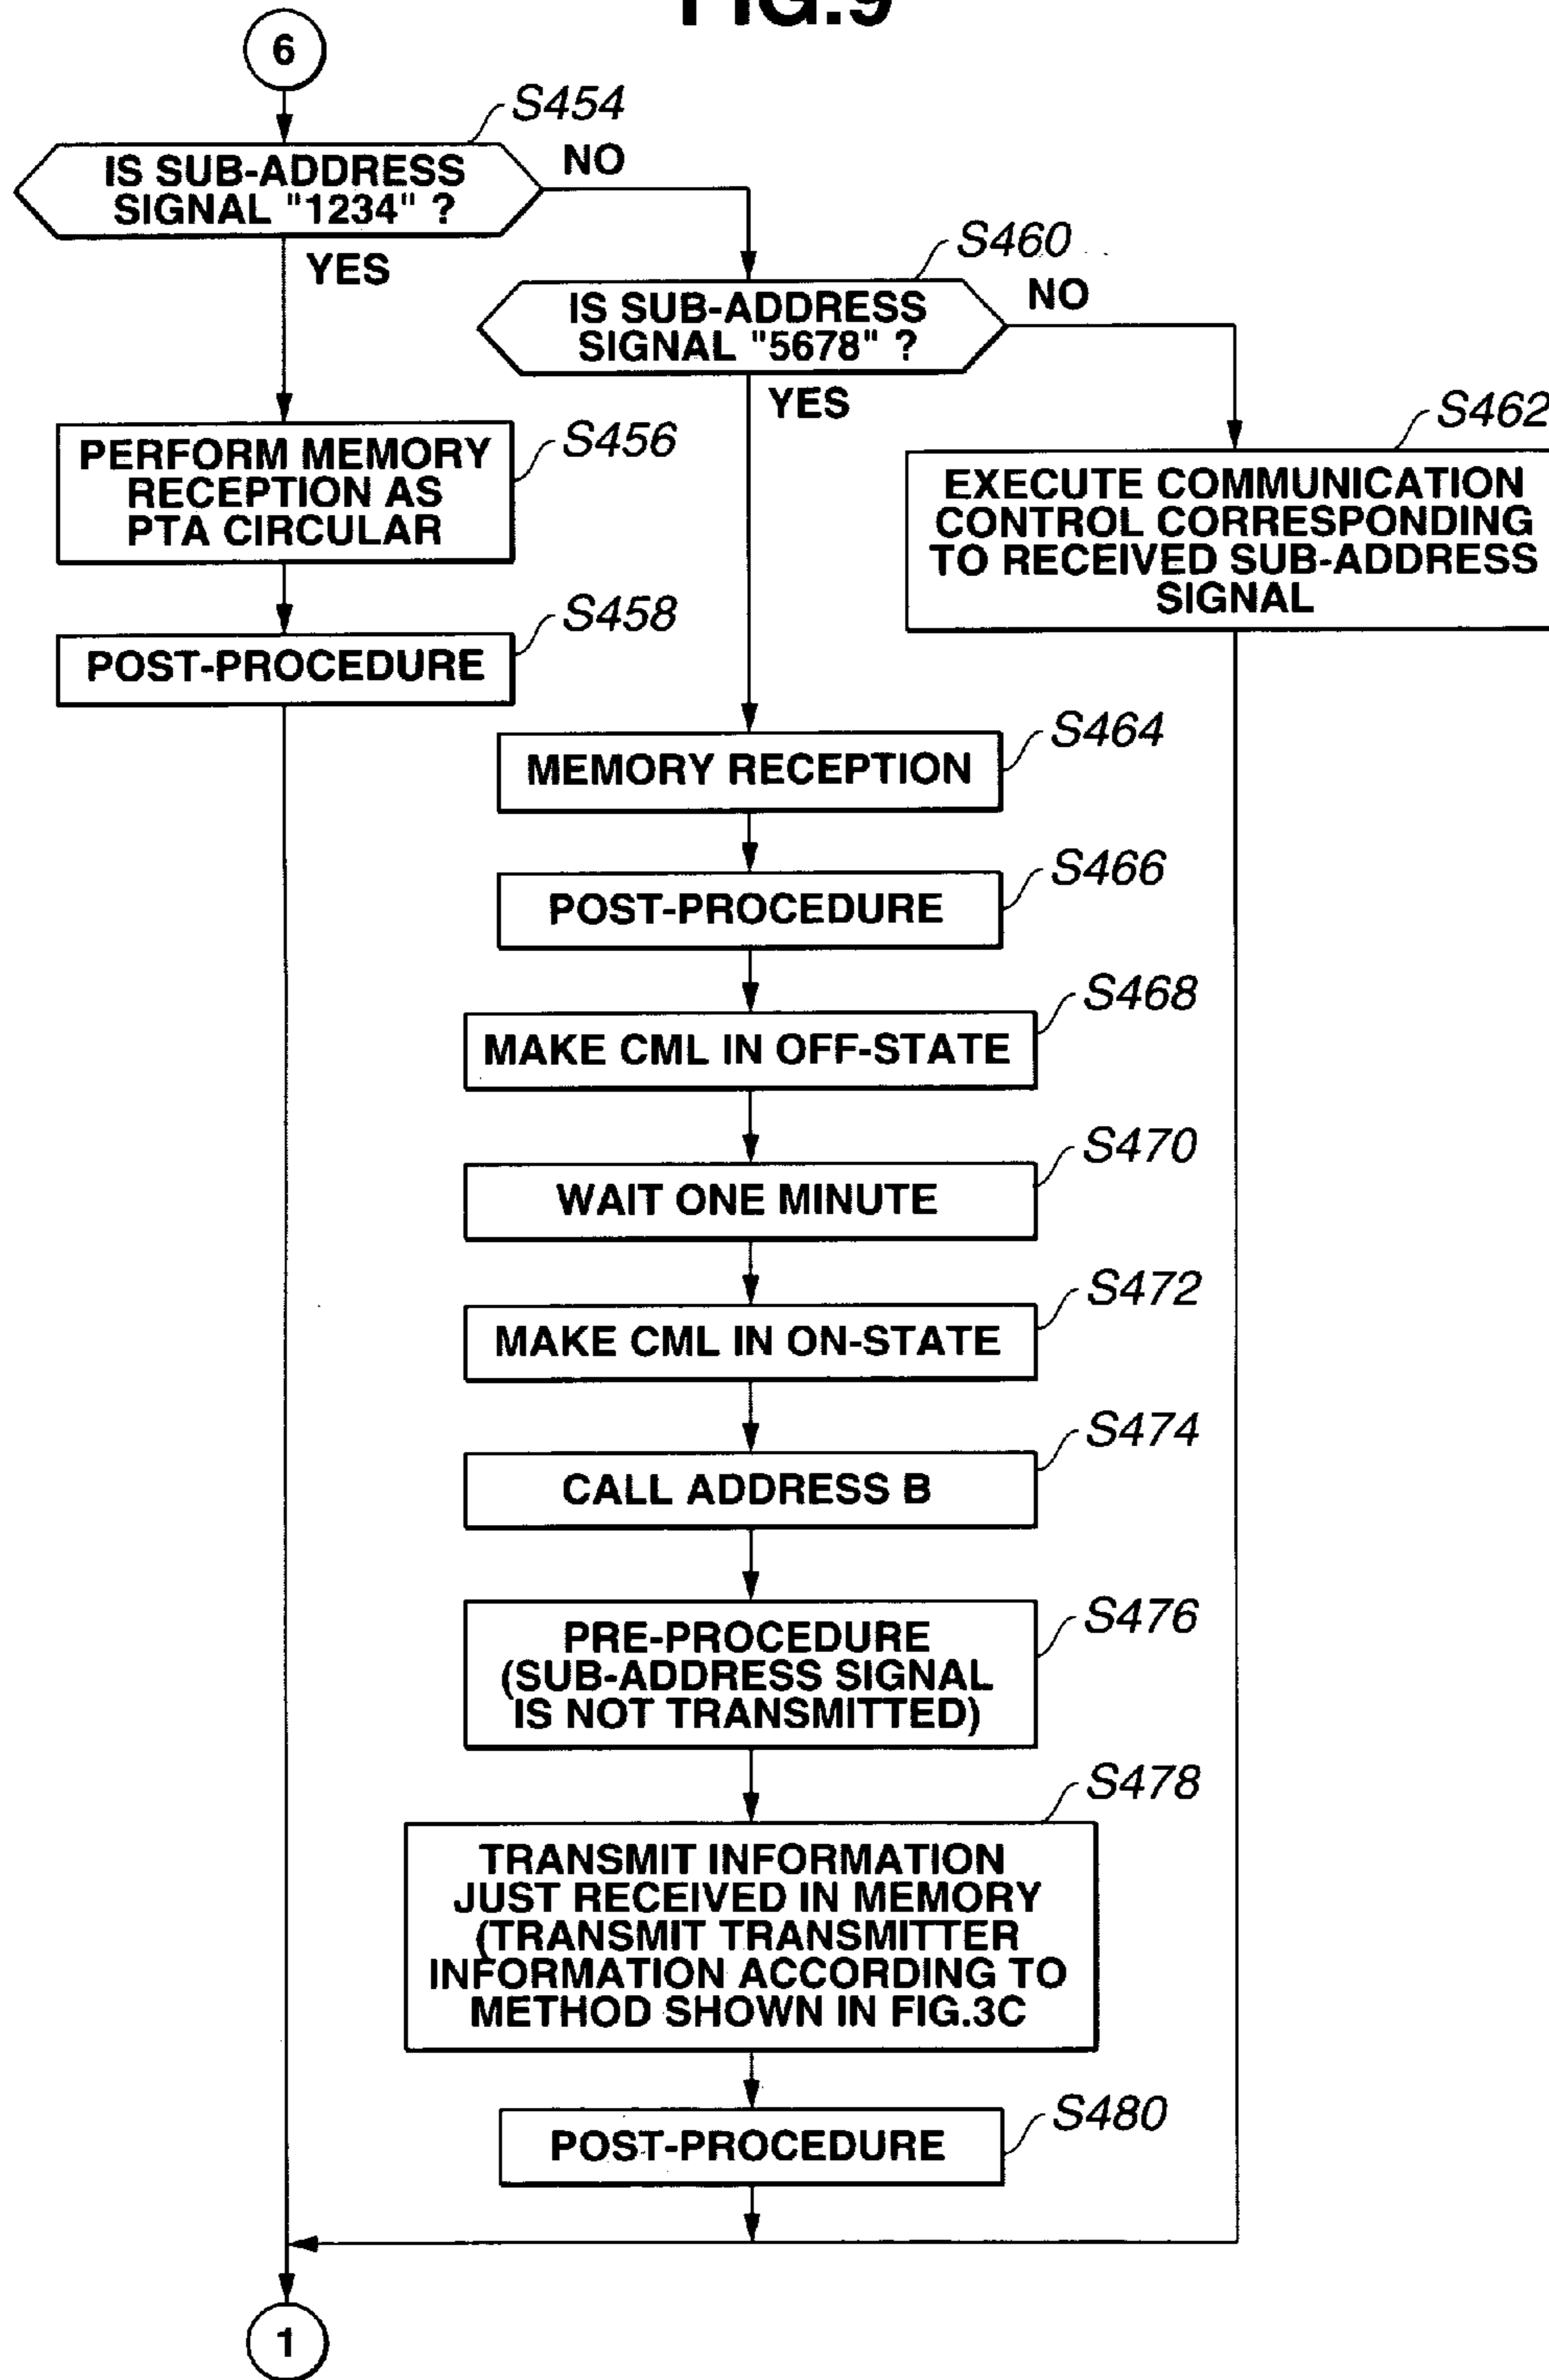 FIG.9
6
S454
IS SUB-ADDRESS
SIGNAL "1234" ?
NO
YES
S460
IS SUB-ADDRESS
SIGNAL "5678" ?
NO
YES
S456
PERFORM MEMORY
RECEPTION AS
PTA CIRCULAR
S462
EXECUTE COMMUNICATION
CONTROL CORRESPONDING
TO RECEIVED SUB-ADDRESS
SIGNAL
S458
POST-PROCEDURE
S464
MEMORY RECEPTION
S466
POST-PROCEDURE
S468
MAKE CML IN OFF-STATE
S470
WAIT ONE MINUTE
S472
MAKE CML IN ON-STATE
S474
CALL ADDRESS B
S476
PRE-PROCEDURE
(SUB-ADDRESS SIGNAL
IS NOT TRANSMITTED)
S478
TRANSMIT INFORMATION
JUST RECEIVED IN MEMORY
(TRANSMIT TRANSMITTER
INFORMATION ACCORDING TO
METHOD SHOWN IN FIG.3C
S480
POST-PROCEDURE
1